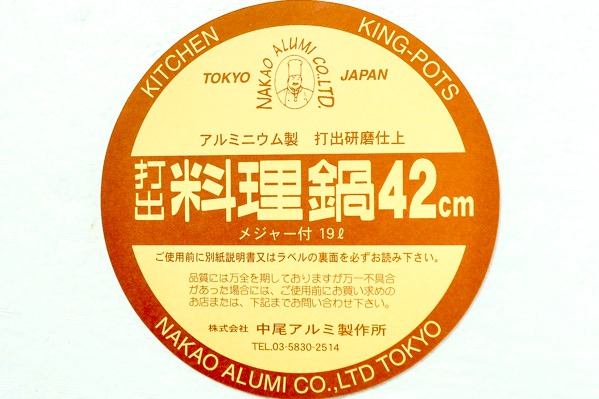 KITCHEN KING-POTS
NAKAO ALUMI CO.,LTD.
TOKYO JAPAN
アルミニウム製 打出研磨仕上
打出 料理鍋 42cm
メジャー付 19ℓ
ご使用前に別紙説明書又はラベルの裏面を必ずお読み下さい。
品質には万全を期しておりますが万一不具合
があった場合には、ご使用前にお買い求めの
お店または、下記までお問い合わせ下さい。
株式会社 中尾アルミ製作所
TEL.03-5830-2514
NAKAO ALUMI CO.,LTD TOKYO